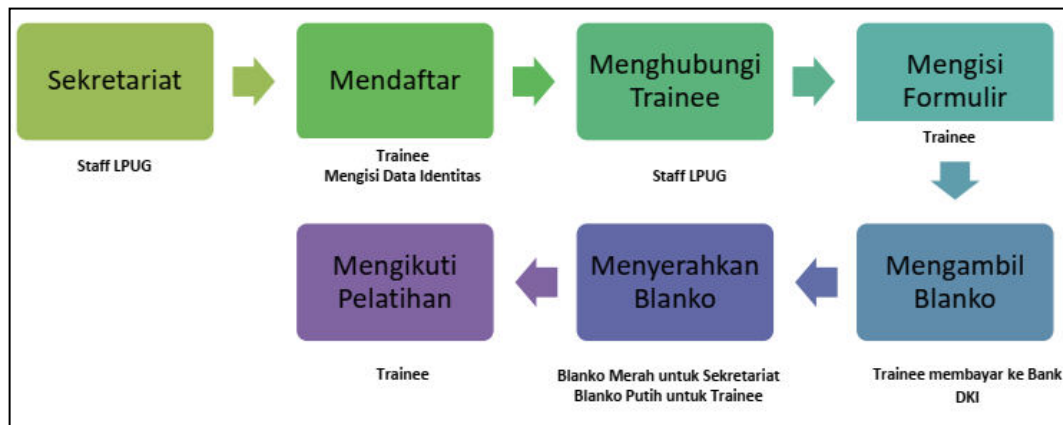 Sekretariat
Staff LPUG
Mendaftar
Trainee
Mengisi Data Identitas
Menghubungi
Trainee
Staff LPUG
Mengisi
Formulir
Trainee
Mengambil
Blanko
Trainee membayar ke Bank
DKI
Menyerahkan
Blanko
Blanko Merah untuk Sekretariat
Blanko Putih untuk Trainee
Mengikuti
Pelatihan
Trainee